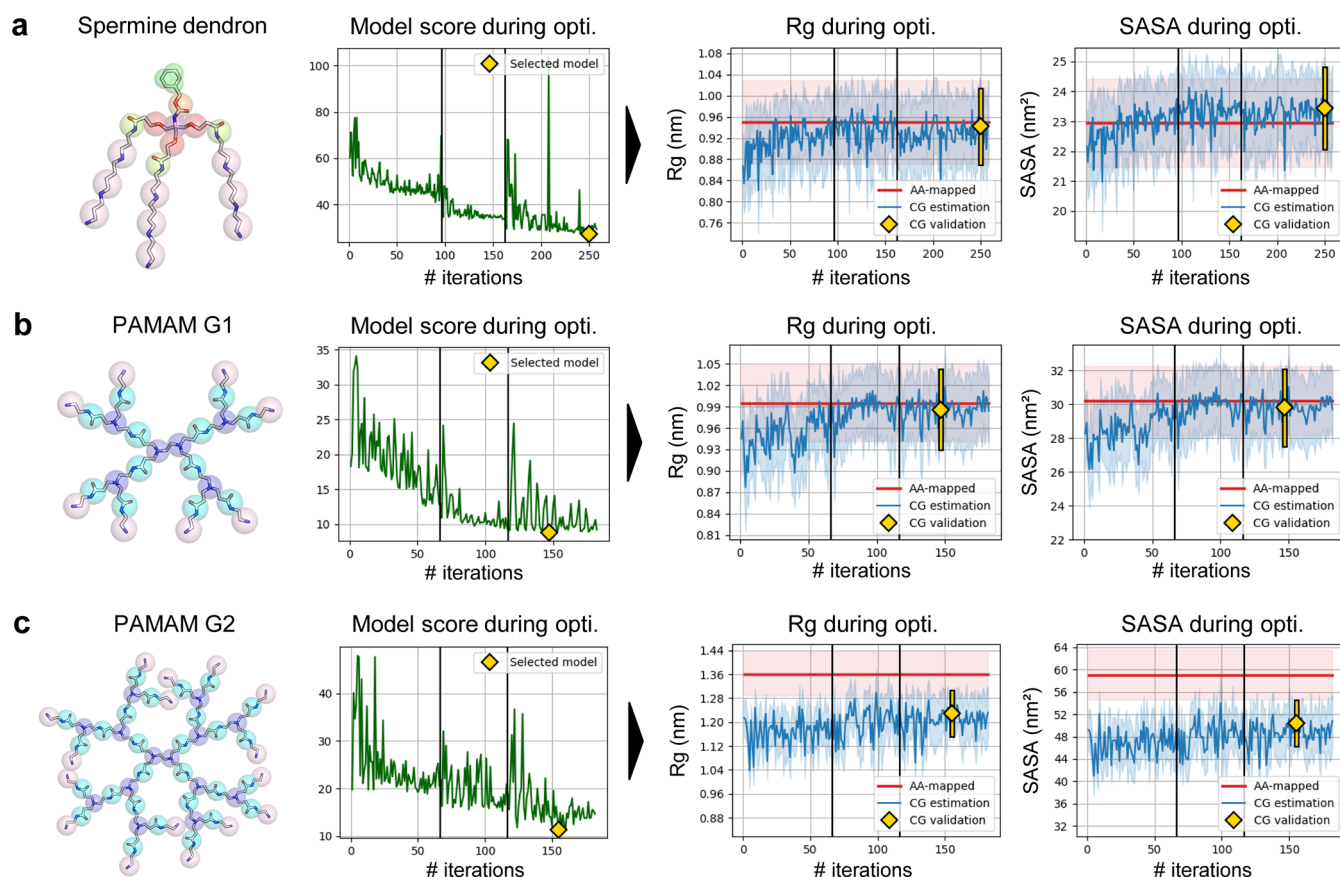 a
Spermine dendron
Model score during opti.
Rg during opti.
SASA during opti.
100
80
60
40
0 50 100 150 200 250
# iterations
Selected model
1.08
1.04
1.00
0.96
0.92
0.88
0.84
0.80
0.76
Rg (nm)
0 50 100 150 200 250
# iterations
AA-mapped
CG estimation
CG validation
25
24
23
22
21
20
SASA (nm²)
0 50 100 150 200 250
# iterations
AA-mapped
CG estimation
CG validation
b
PAMAM G1
Model score during opti.
Rg during opti.
SASA during opti.
35
30
25
20
15
10
0 50 100 150
# iterations
Selected model
1.05
1.02
0.99
0.96
0.93
0.90
0.87
0.84
0.81
Rg (nm)
0 50 100 150
# iterations
AA-mapped
CG estimation
CG validation
32
30
28
26
24
22
SASA (nm²)
0 50 100 150
# iterations
AA-mapped
CG estimation
CG validation
c
PAMAM G2
Model score during opti.
Rg during opti.
SASA during opti.
40
30
20
10
0 50 100 150
# iterations
Selected model
1.44
1.36
1.28
1.20
1.12
1.04
0.96
0.88
Rg (nm)
0 50 100 150
# iterations
AA-mapped
CG estimation
CG validation
64
60
56
52
48
44
40
36
32
SASA (nm²)
0 50 100 150
# iterations
AA-mapped
CG estimation
CG validation